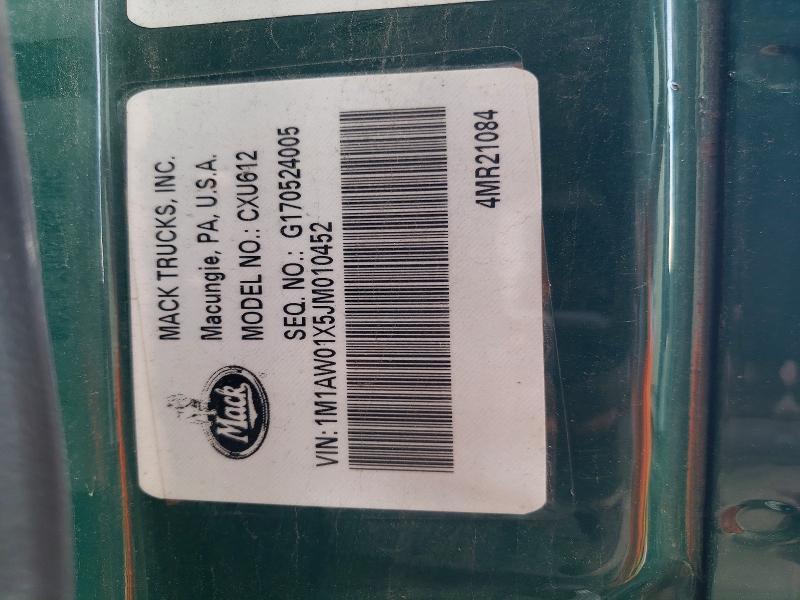 MACK TRUCKS, INC.
Macungie, PA, U.S.A.
MODEL NO.: CXU612
SEQ. NO.: G170524005
Mack
VIN: 1M1AW01X5JM010452
4MR21084